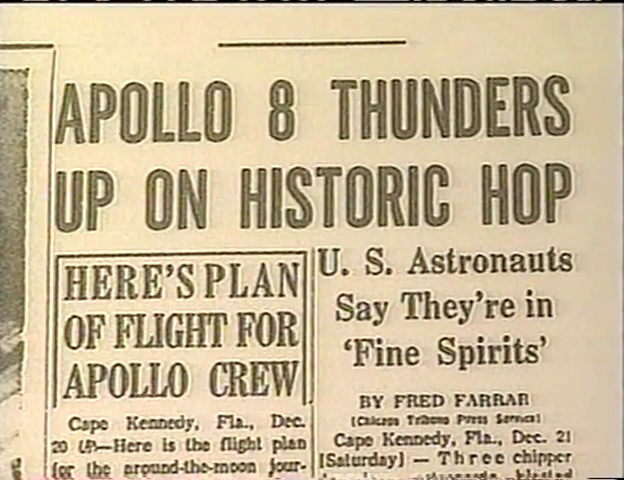 APOLLO 8 THUNDERS
UP ON HISTORIC HOP
HERE'S PLAN
OF FLIGHT FOR
APOLLO CREW
Cape Kennedy, Fla., Dec.
20 (AP)—Here is the flight plan
for the around-the-moon jour-
U. S. Astronauts
Say They're in
'Fine Spirits'
BY FRED FARRAR
[Chicago Tribune Press Service]
Cape Kennedy, Fla., Dec. 21
[Saturday] — Three chipper